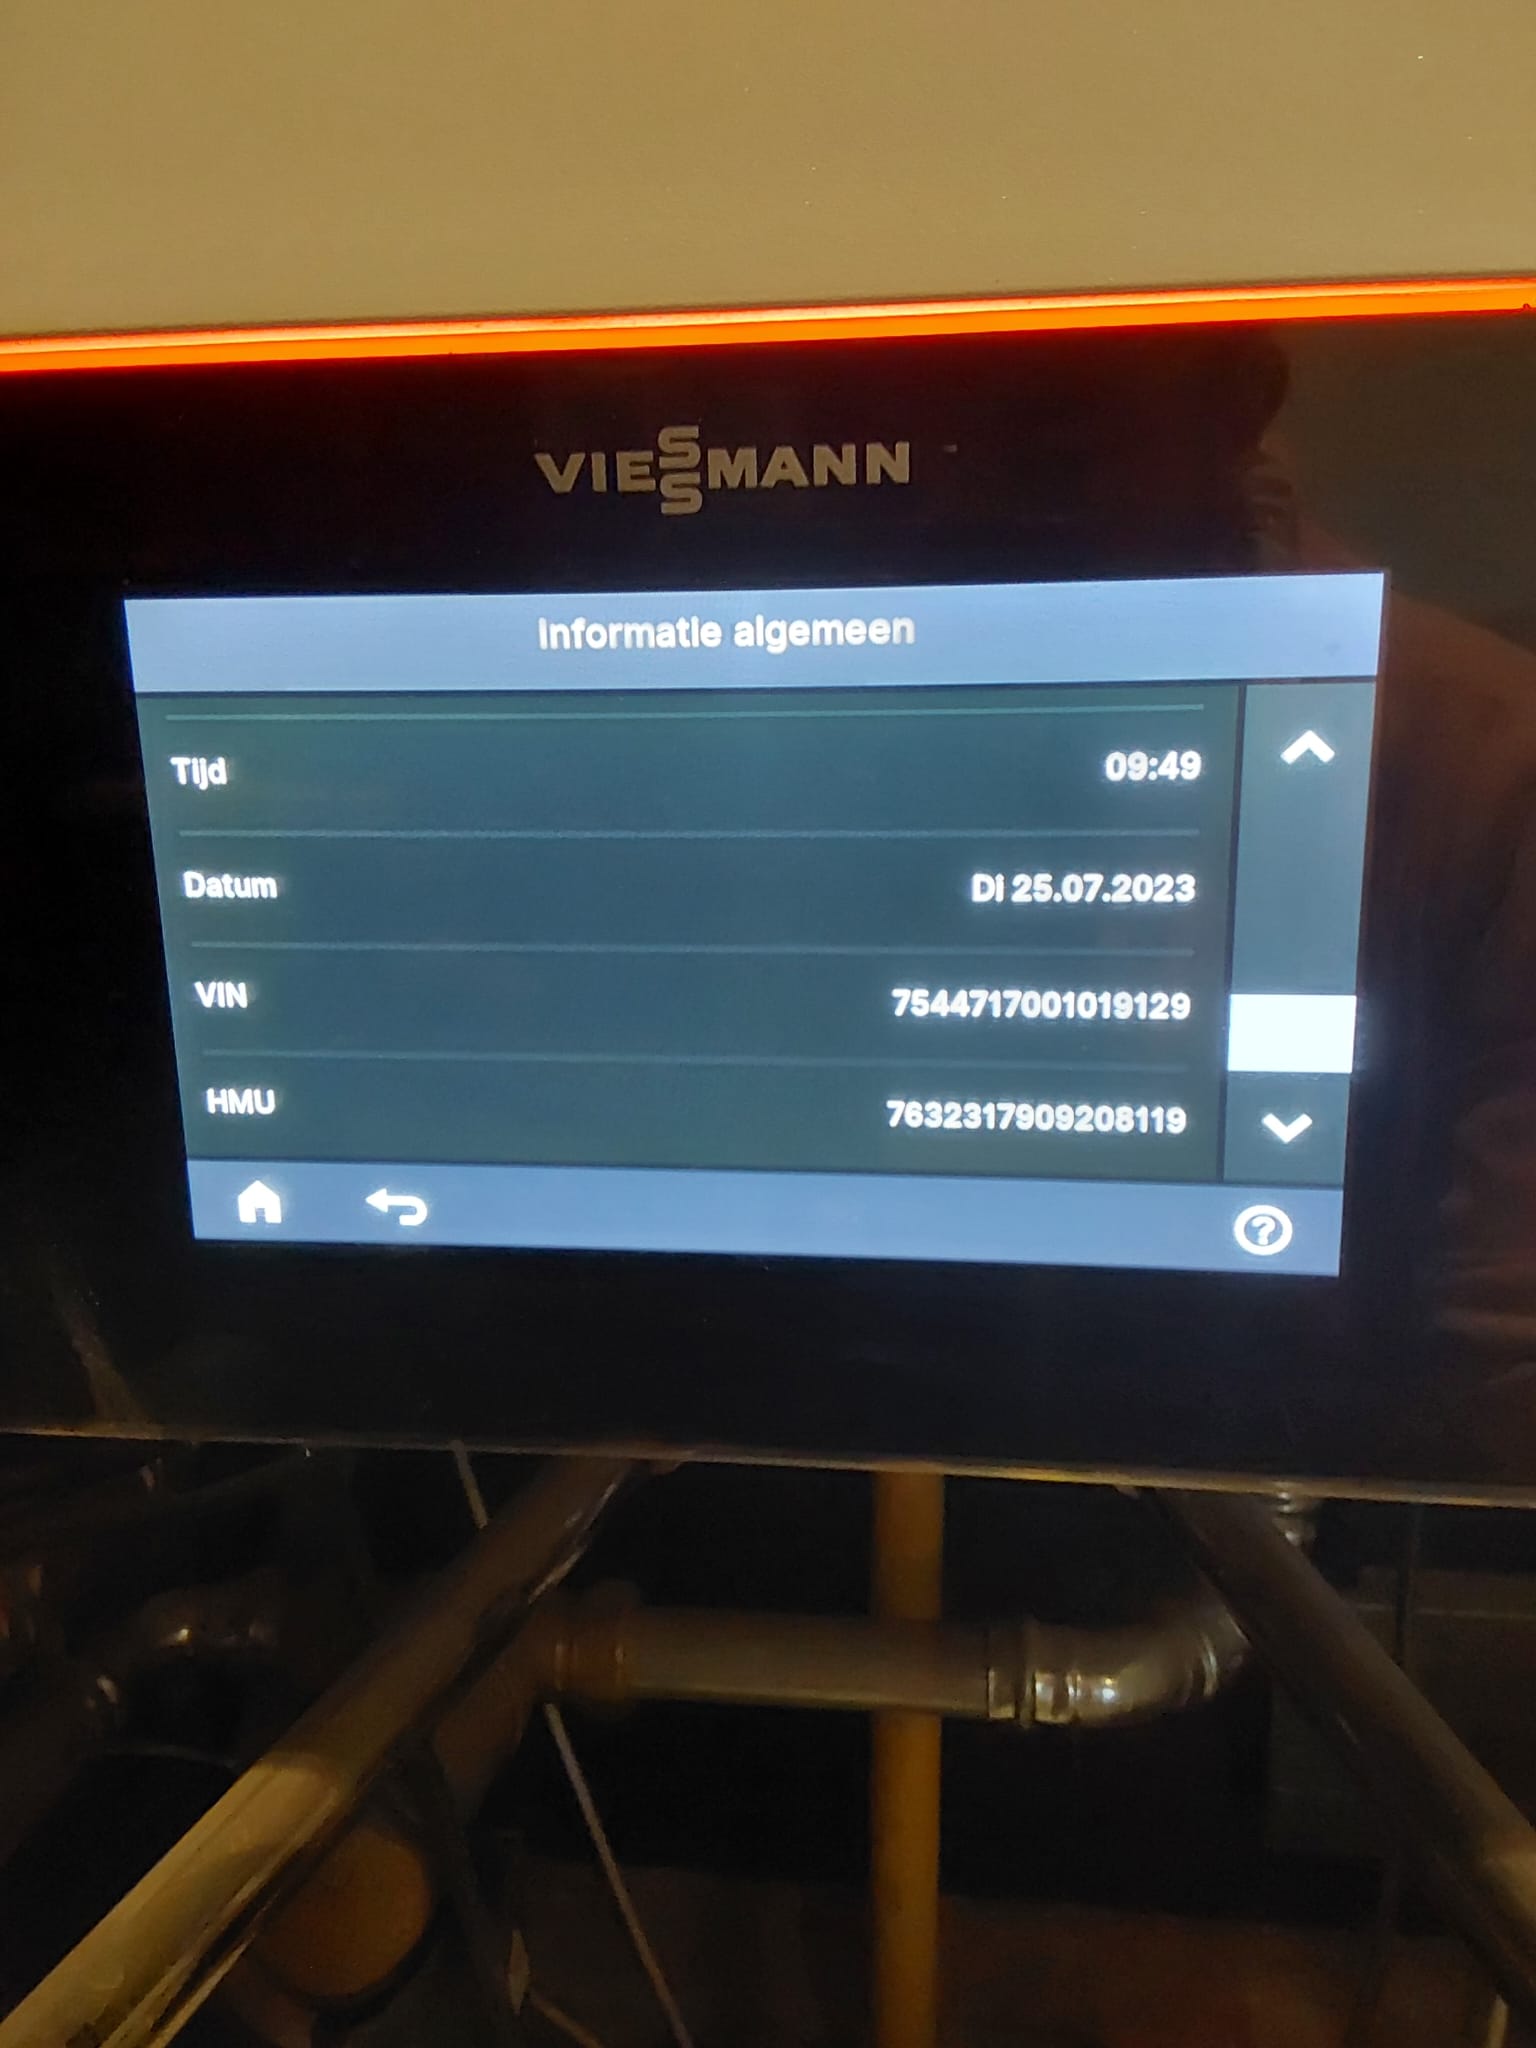 VIESSMANN
Informatie algemeen
Tijd 09:49
Datum Di 25.07.2023
VIN 7544717001019129
HMU 7632317909208119